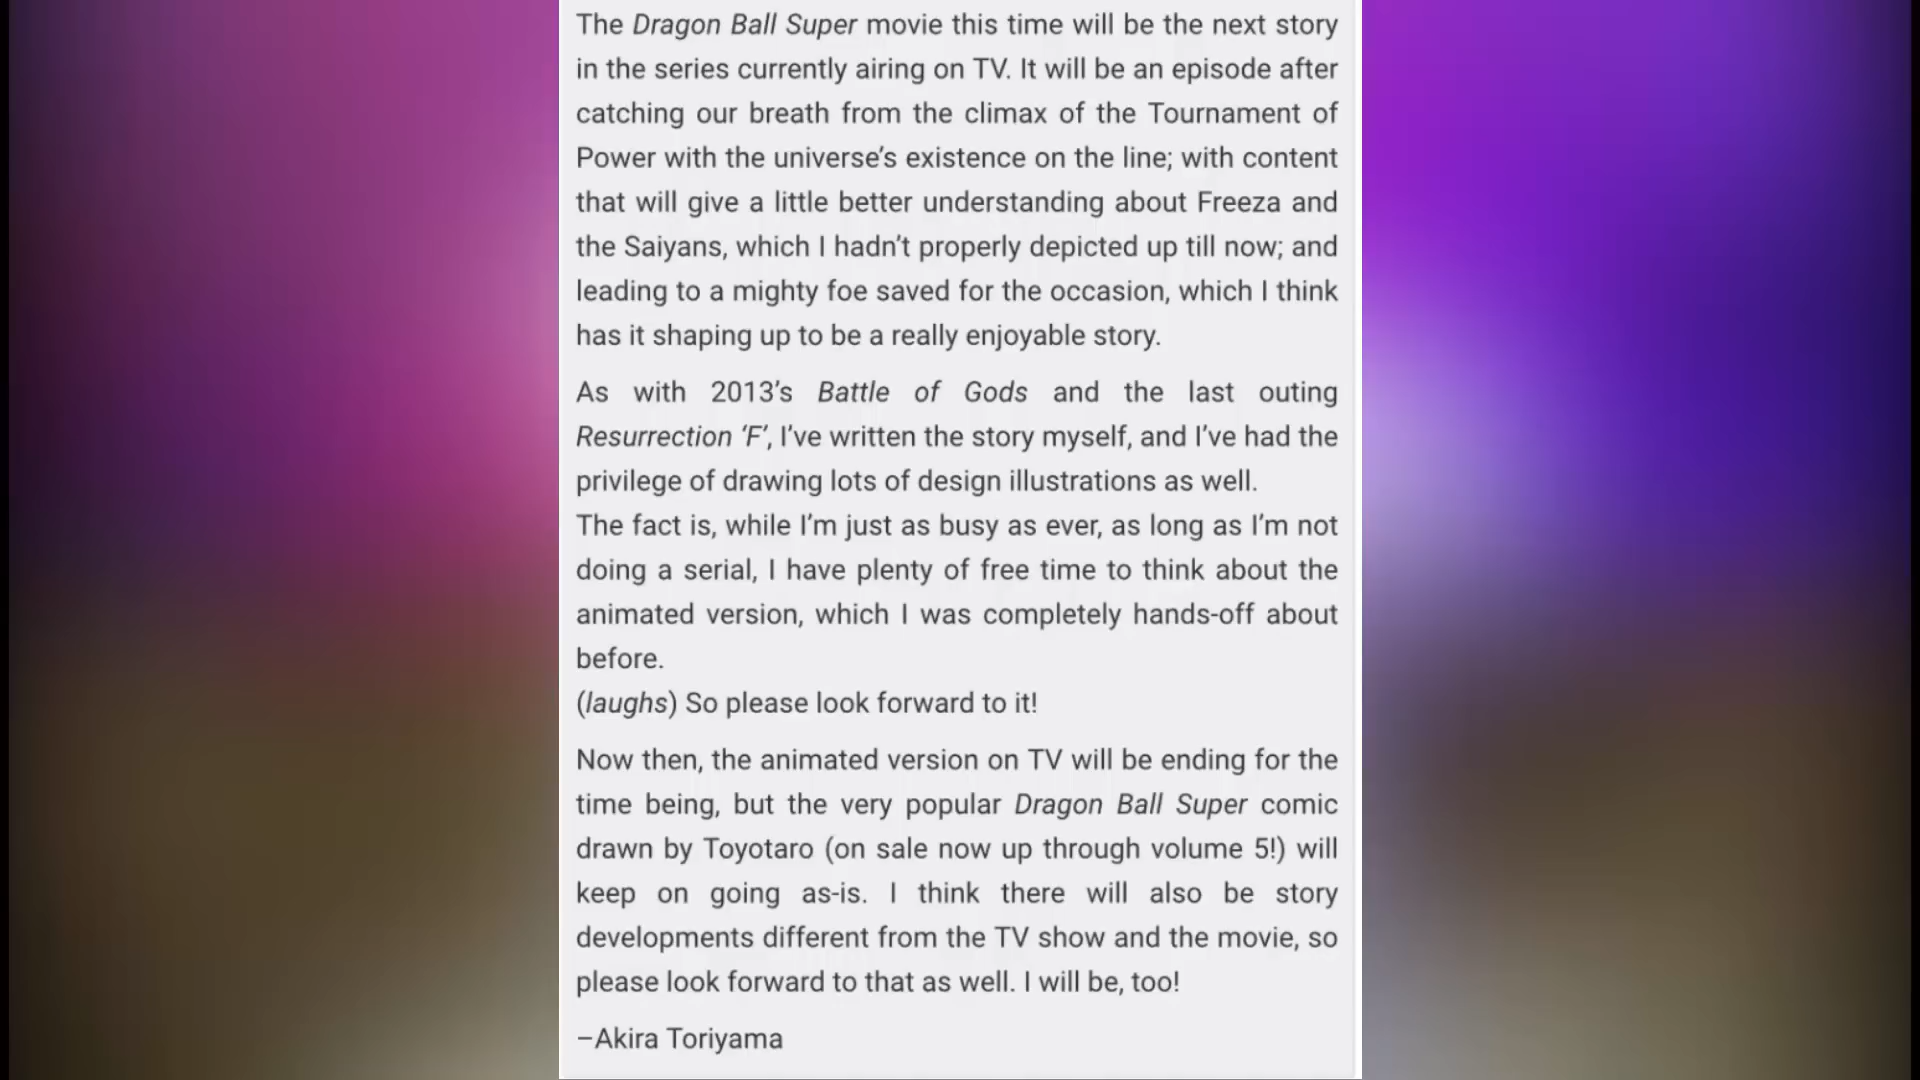 The Dragon Ball Super movie this time will be the next story
in the series currently airing on TV. It will be an episode after
catching our breath from the climax of the Tournament of
Power with the universe’s existence on the line; with content
that will give a little better understanding about Freeza and
the Saiyans, which I hadn’t properly depicted up till now; and
leading to a mighty foe saved for the occasion, which I think
has it shaping up to be a really enjoyable story.
As with 2013’s Battle of Gods and the last outing
Resurrection ‘F’, I’ve written the story myself, and I’ve had the
privilege of drawing lots of design illustrations as well.
The fact is, while I’m just as busy as ever, as long as I’m not
doing a serial, I have plenty of free time to think about the
animated version, which I was completely hands-off about
before.
(laughs) So please look forward to it!
Now then, the animated version on TV will be ending for the
time being, but the very popular Dragon Ball Super comic
drawn by Toyotaro (on sale now up through volume 5!) will
keep on going as-is. I think there will also be story
developments different from the TV show and the movie, so
please look forward to that as well. I will be, too!
–Akira Toriyama